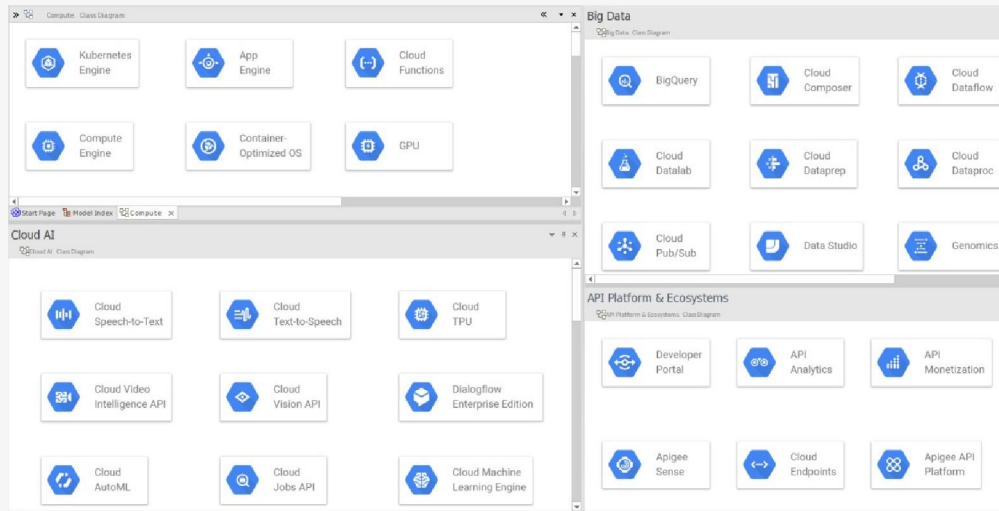 Compute: Class Diagram
Kubernetes
Engine
App
Engine
Cloud
Functions
Compute
Engine
Container-
Optimized OS
GPU
Start Page
Model Index
Compute
Cloud AI
Cloud AI: Class Diagram
Cloud
Speech-to-Text
Cloud
Text-to-Speech
Cloud
TPU
Cloud Video
Intelligence API
Cloud
Vision API
Dialogflow
Enterprise Edition
Cloud
AutoML
Cloud
Jobs API
Cloud Machine
Learning Engine
Big Data
Big Data: Class Diagram
BigQuery
Cloud
Composer
Cloud
Dataflow
Cloud
Datalab
Cloud
Dataprep
Cloud
Dataproc
Cloud
Pub/Sub
Data Studio
Genomics
API Platform & Ecosystems
API Platform & Ecosystems: Class Diagram
Developer
Portal
API
Analytics
API
Monetization
Apigee
Sense
Cloud
Endpoints
Apigee API
Platform